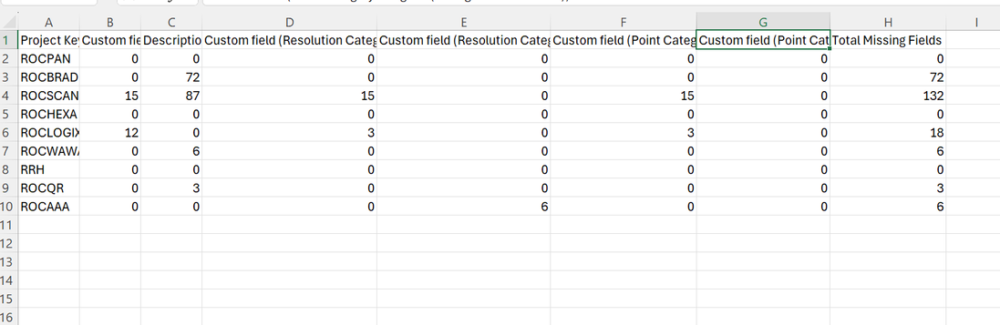 A B C D E F G H I
1 Project Key Custom fie Descriptio Custom field (Resolution Categ Custom field (Resolution Categ Custom field (Point Categ Custom field (Point Cat Total Missing Fields
2 ROCPAN 0 0 0 0 0 0 0
3 ROCBRAD 0 72 0 0 0 0 72
4 ROCSCAN 15 87 15 0 15 0 132
5 ROCHEXA 0 0 0 0 0 0 0
6 ROCLOGIX 12 0 3 0 3 0 18
7 ROCWAWA 0 6 0 0 0 0 6
8 RRH 0 0 0 0 0 0 0
9 ROCQR 0 3 0 0 0 0 3
10 ROCAAA 0 0 0 6 0 0 6
11
12
13
14
15
16